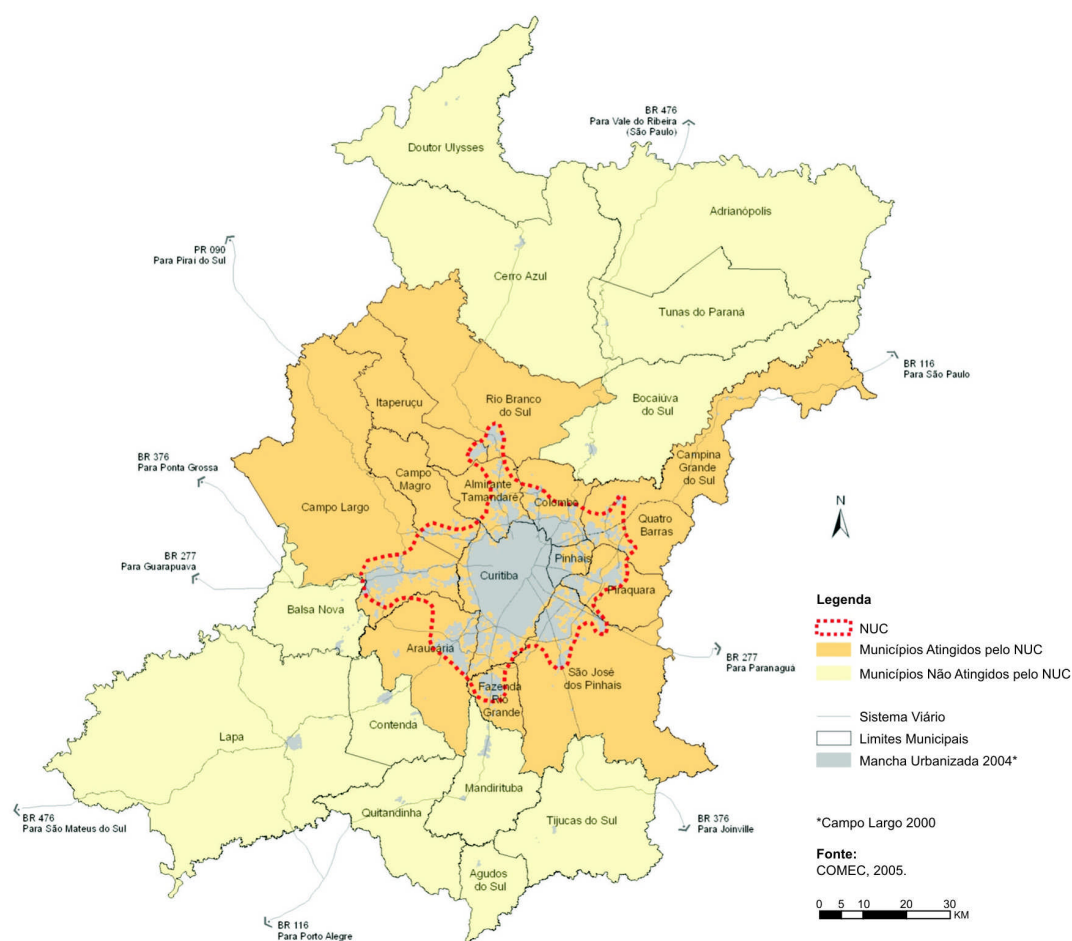 BR 476
Para Vale do Ribeira
(São Paulo)
Doutor Ulysses
Adrianópolis
PR 090
Para Piraí do Sul
Cerro Azul
Tunas do Paraná
BR 116
Para São Paulo
Itaperuçu
Rio Branco
do Sul
Bocaiúva
do Sul
BR 376
Para Ponta Grossa
Campina
Grande
do Sul
Campo
Magro
Almirante
Tamandaré
Colombo
Campo Largo
Quatro
Barras
N
BR 277
Para Guarapuava
Pinhais
Curitiba
Piraquara
Balsa Nova
Araucária
BR 277
Para Paranaguá
São José
dos Pinhais
Fazenda
Rio
Grande
Contenda
Lapa
Mandirituba
Quitandinha
Tijucas do Sul
BR 476
Para São Mateus do Sul
BR 376
Para Joinville
Agudos
do Sul
BR 116
Para Porto Alegre
Legenda
NUC
Municípios Atingidos pelo NUC
Municípios Não Atingidos pelo NUC
Sistema Viário
Limites Municipais
Mancha Urbanizada 2004*
*Campo Largo 2000
Fonte:
COMEC, 2005.
0 5 10 20 30
KM